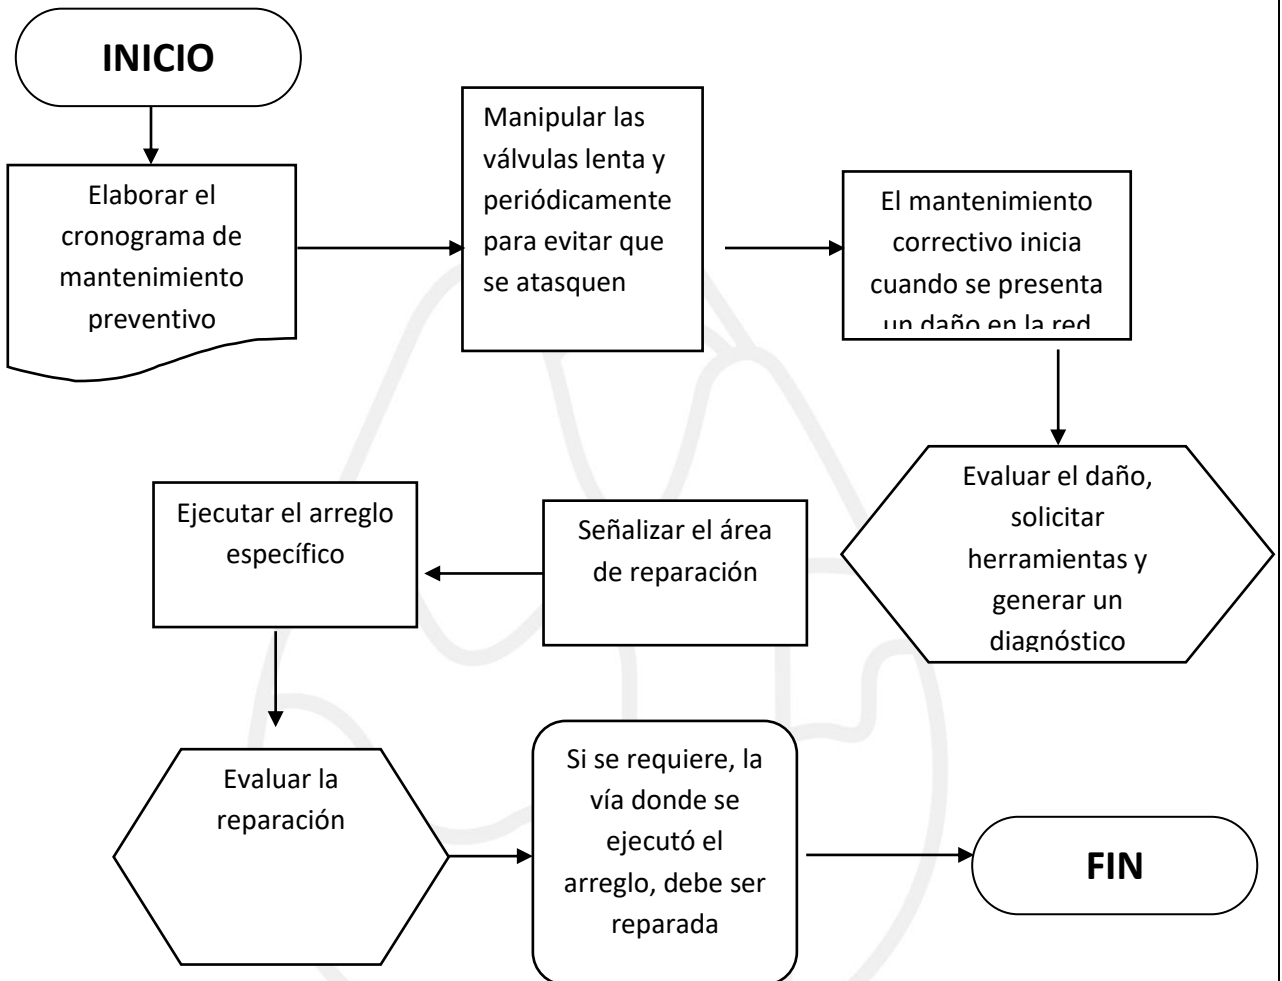 INICIO
Elaborar el
cronograma de
mantenimiento
preventivo
Manipular las
válvulas lenta y
periódicamente
para evitar que
se atasquen
El mantenimiento
correctivo inicia
cuando se presenta
un daño en la red
Evaluar el daño,
solicitar
herramientas y
generar un
diagnóstico
Señalizar el área
de reparación
Ejecutar el arreglo
específico
Evaluar la
reparación
Si se requiere, la
vía donde se
ejecutó el
arreglo, debe ser
reparada
FIN